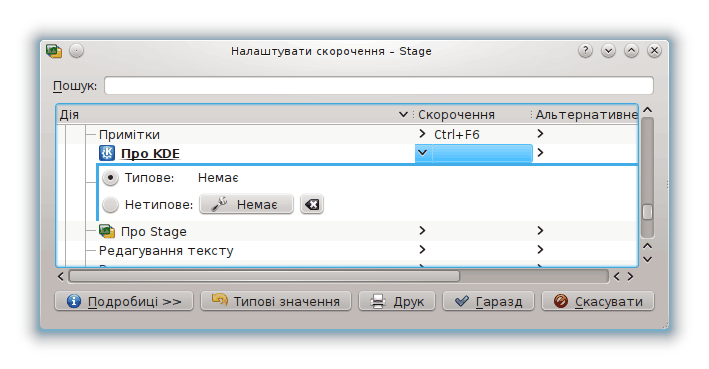 Налаштувати скорочення – Stage
Пошук:
Дія Скорочення Альтернативне
Примітки Ctrl+F6
Про KDE
Типове: Немає
Нетипове: Немає
Про Stage
Редагування тексту
Подробиці >> Типові значення Друк Гаразд Скасувати